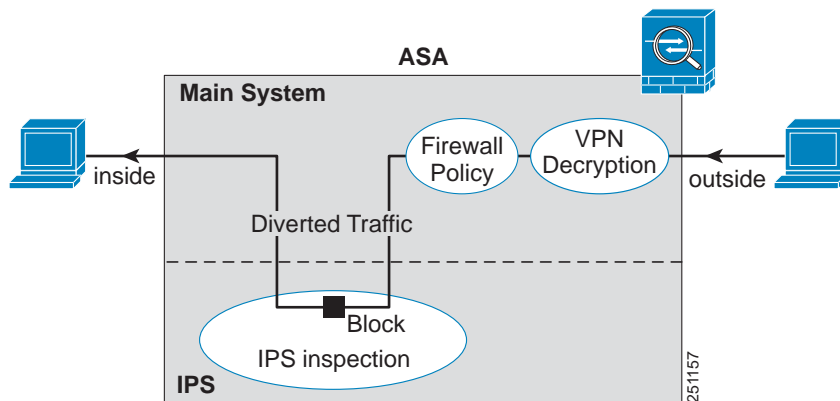 ASA
Main System
Firewall
Policy
VPN
Decryption
inside
outside
Diverted Traffic
Block
IPS inspection
IPS
251157